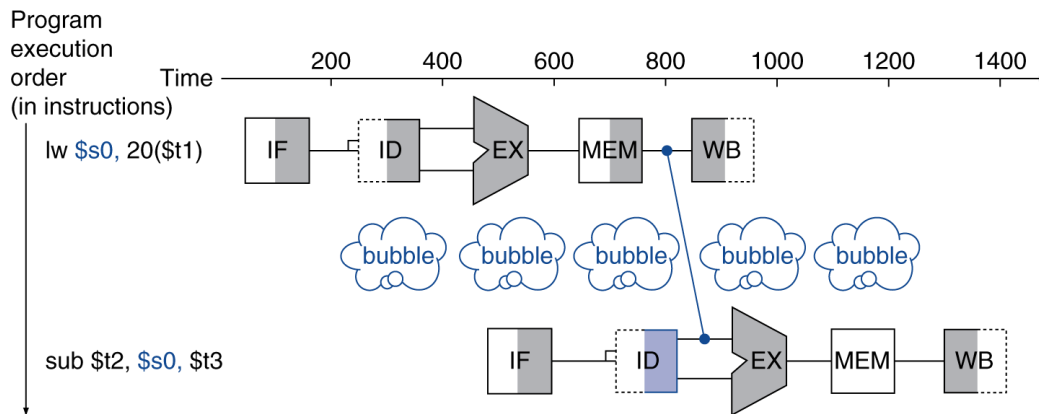 Program
execution
order
(in instructions)
Time 200 400 600 800 1000 1200 1400
lw $s0, 20($t1) IF ID EX MEM WB
bubble bubble bubble bubble bubble
sub $t2, $s0, $t3 IF ID EX MEM WB